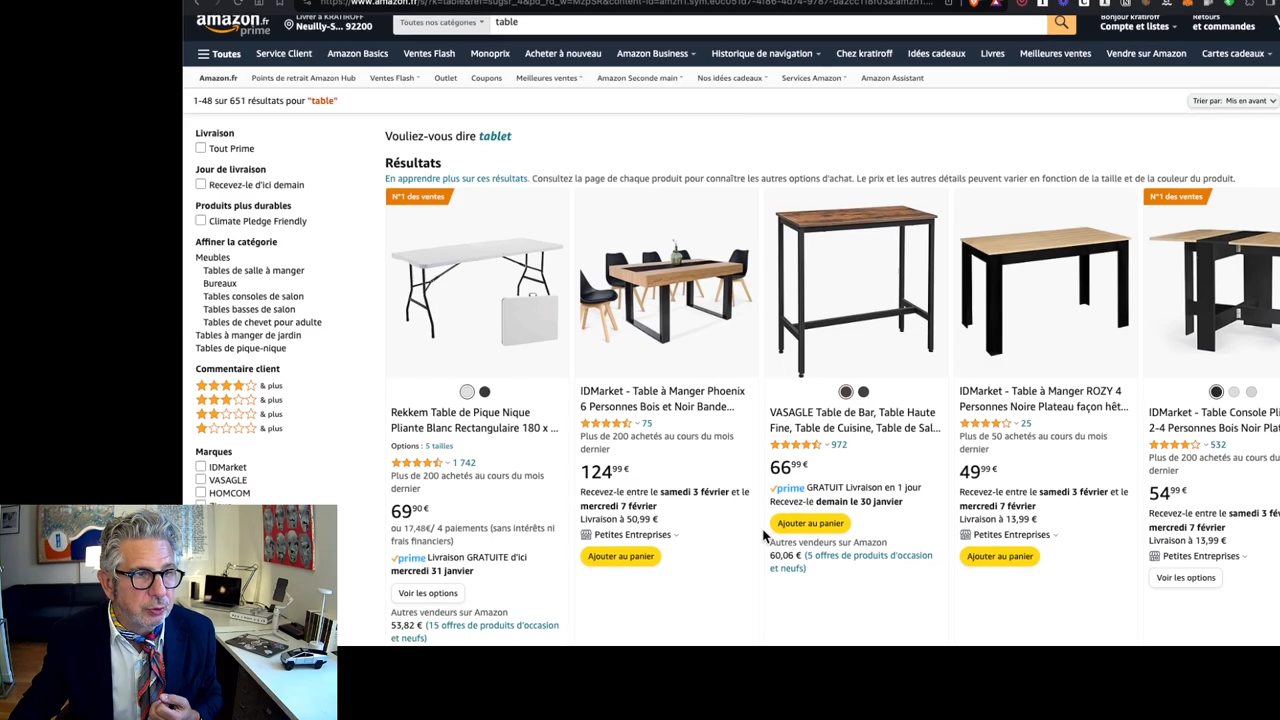 amazon.fr
prime
Livrer à KRATIROFF
Neuilly-S... 92200
Toutes nos catégories
table
Bonjour kratiroff
Compte et listes
Retours
et commandes
Toutes
Service Client
Amazon Basics
Ventes Flash
Monoprix
Acheter à nouveau
Amazon Business
Historique de navigation
Chez kratiroff
Idées cadeaux
Livres
Meilleures ventes
Vendre sur Amazon
Cartes cadeaux
Amazon.fr
Points de retrait Amazon Hub
Ventes Flash
Outlet
Coupons
Meilleures ventes
Amazon Seconde main
Nos idées cadeaux
Services Amazon
Amazon Assistant
1-48 sur 651 résultats pour "table"
Trier par: Mis en avant
Livraison
Tout Prime
Jour de livraison
Recevez-le d'ici demain
Produits plus durables
Climate Pledge Friendly
Affiner la catégorie
Meubles
Tables de salle à manger
Bureaux
Tables consoles de salon
Tables basses de salon
Tables de chevet pour adulte
Tables à manger de jardin
Tables de pique-nique
Commentaire client
& plus
& plus
& plus
& plus
Marques
IDMarket
VASAGLE
HOMCOM
Vouliez-vous dire tablet
Résultats
En apprendre plus sur ces résultats. Consultez la page de chaque produit pour connaître les autres options d'achat. Le prix et les autres détails peuvent varier en fonction de la taille et de la couleur du produit.
N°1 des ventes
Rekkem Table de Pique Nique
Pliante Blanc Rectangulaire 180 x ...
Options : 5 tailles
1 742
Plus de 200 achetés au cours du mois
dernier
69,90 €
ou 17,48€/ 4 paiements (sans intérêts ni
frais financiers)
prime Livraison GRATUITE d'ici
mercredi 31 janvier
Voir les options
Autres vendeurs sur Amazon
53,82 € (15 offres de produits d'occasion
et neufs)
IDMarket - Table à Manger Phoenix
6 Personnes Bois et Noir Bande...
75
Plus de 200 achetés au cours du mois
dernier
124,99 €
Recevez-le entre le samedi 3 février et le
mercredi 7 février
Livraison à 50,99 €
Petites Entreprises
Ajouter au panier
VASAGLE Table de Bar, Table Haute
Fine, Table de Cuisine, Table de Sal...
972
66,99 €
prime GRATUIT Livraison en 1 jour
Recevez-le demain le 30 janvier
Ajouter au panier
Autres vendeurs sur Amazon
60,06 € (5 offres de produits d'occasion
et neufs)
IDMarket - Table à Manger ROZY 4
Personnes Noire Plateau façon hêt...
25
Plus de 50 achetés au cours du mois
dernier
49,99 €
Recevez-le entre le samedi 3 février et le
mercredi 7 février
Livraison à 13,99 €
Petites Entreprises
Ajouter au panier
N°1 des ventes
IDMarket - Table Console Pli
2-4 Personnes Bois Noir Plat
532
Plus de 200 achetés au cours
dernier
54,99 €
Recevez-le entre le samedi 3 fé
mercredi 7 février
Livraison à 13,99 €
Petites Entreprises
Voir les options